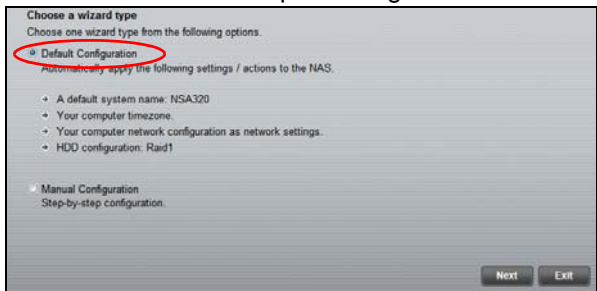 Choose a wizard type
Choose one wizard type from the following options.
Default Configuration
Automatically apply the following settings / actions to the NAS.
A default system name: NSA320
Your computer timezone.
Your computer network configuration as network settings.
HDD configuration: Raid1
Manual Configuration
Step-by-step configuration.
Next Exit